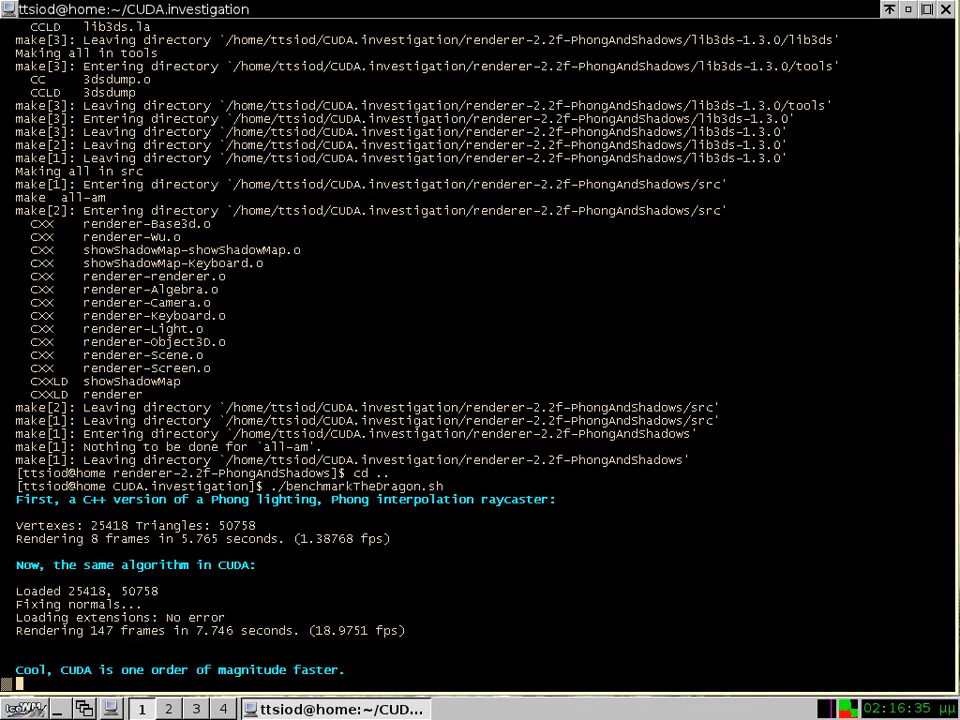 ttsiod@home:~/CUDA.investigation
CCLD lib3ds.la
make[3]: Leaving directory `/home/ttsiod/CUDA.investigation/renderer-2.2f-PhongAndShadows/lib3ds-1.3.0/lib3ds'
Making all in tools
make[3]: Entering directory `/home/ttsiod/CUDA.investigation/renderer-2.2f-PhongAndShadows/lib3ds-1.3.0/tools'
CC 3dsdump.o
CCLD 3dsdump
make[3]: Leaving directory `/home/ttsiod/CUDA.investigation/renderer-2.2f-PhongAndShadows/lib3ds-1.3.0/tools'
make[3]: Entering directory `/home/ttsiod/CUDA.investigation/renderer-2.2f-PhongAndShadows/lib3ds-1.3.0'
make[3]: Leaving directory `/home/ttsiod/CUDA.investigation/renderer-2.2f-PhongAndShadows/lib3ds-1.3.0'
make[2]: Leaving directory `/home/ttsiod/CUDA.investigation/renderer-2.2f-PhongAndShadows/lib3ds-1.3.0'
make[1]: Leaving directory `/home/ttsiod/CUDA.investigation/renderer-2.2f-PhongAndShadows/lib3ds-1.3.0'
Making all in src
make[1]: Entering directory `/home/ttsiod/CUDA.investigation/renderer-2.2f-PhongAndShadows/src'
make all-am
make[2]: Entering directory `/home/ttsiod/CUDA.investigation/renderer-2.2f-PhongAndShadows/src'
CXX renderer-Base3d.o
CXX renderer-Wu.o
CXX showShadowMap-showShadowMap.o
CXX showShadowMap-Keyboard.o
CXX renderer-renderer.o
CXX renderer-Algebra.o
CXX renderer-Camera.o
CXX renderer-Keyboard.o
CXX renderer-Light.o
CXX renderer-Object3D.o
CXX renderer-Scene.o
CXX renderer-Screen.o
CXXLD showShadowMap
CXXLD renderer
make[2]: Leaving directory `/home/ttsiod/CUDA.investigation/renderer-2.2f-PhongAndShadows/src'
make[1]: Leaving directory `/home/ttsiod/CUDA.investigation/renderer-2.2f-PhongAndShadows/src'
make[1]: Entering directory `/home/ttsiod/CUDA.investigation/renderer-2.2f-PhongAndShadows'
make[1]: Nothing to be done for `all-am'.
make[1]: Leaving directory `/home/ttsiod/CUDA.investigation/renderer-2.2f-PhongAndShadows'
[ttsiod@home renderer-2.2f-PhongAndShadows]$ cd ..
[ttsiod@home CUDA.investigation]$ ./benchmarkTheDragon.sh
First, a C++ version of a Phong lighting, Phong interpolation raycaster:
Vertexes: 25418 Triangles: 50758
Rendering 8 frames in 5.765 seconds. (1.38768 fps)
Now, the same algorithm in CUDA:
Loaded 25418, 50758
Fixing normals...
Loading extensions: No error
Rendering 147 frames in 7.746 seconds. (18.9751 fps)
Cool, CUDA is one order of magnitude faster.
IceWM 1 2 3 4 ttsiod@home:~/CUD... 02:16:35 μμ